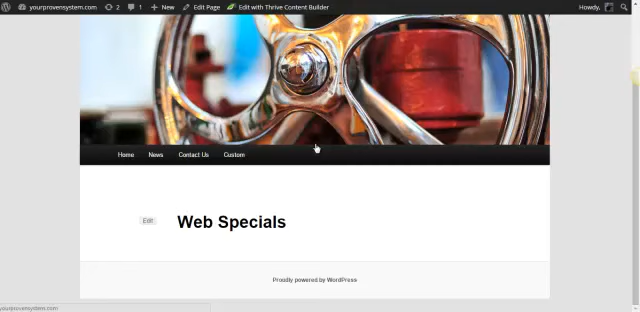 yourprovensystem.com 2 1 New Edit Page Edit with Thrive Content Builder Howdy,
Home News Contact Us Custom
Edit Web Specials
Proudly powered by WordPress
yourprovensystem.com